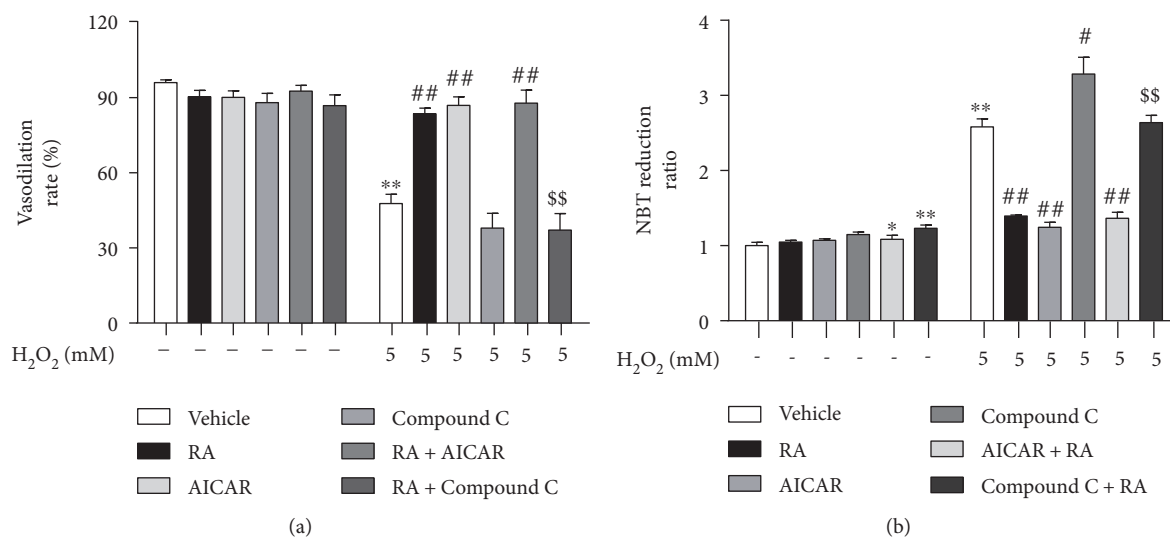 120
90
60
30
0
Vasodilation
rate (%)
**
##
##
##
$$
H₂O₂ (mM)
– – – – – – 5 5 5 5 5 5
Vehicle
RA
AICAR
Compound C
RA + AICAR
RA + Compound C
(a)
4
3
2
1
0
NBT reduction
ratio
*
**
**
##
##
#
##
$$
H₂O₂ (mM)
- - - - - - 5 5 5 5 5 5
Vehicle
RA
AICAR
Compound C
AICAR + RA
Compound C + RA
(b)